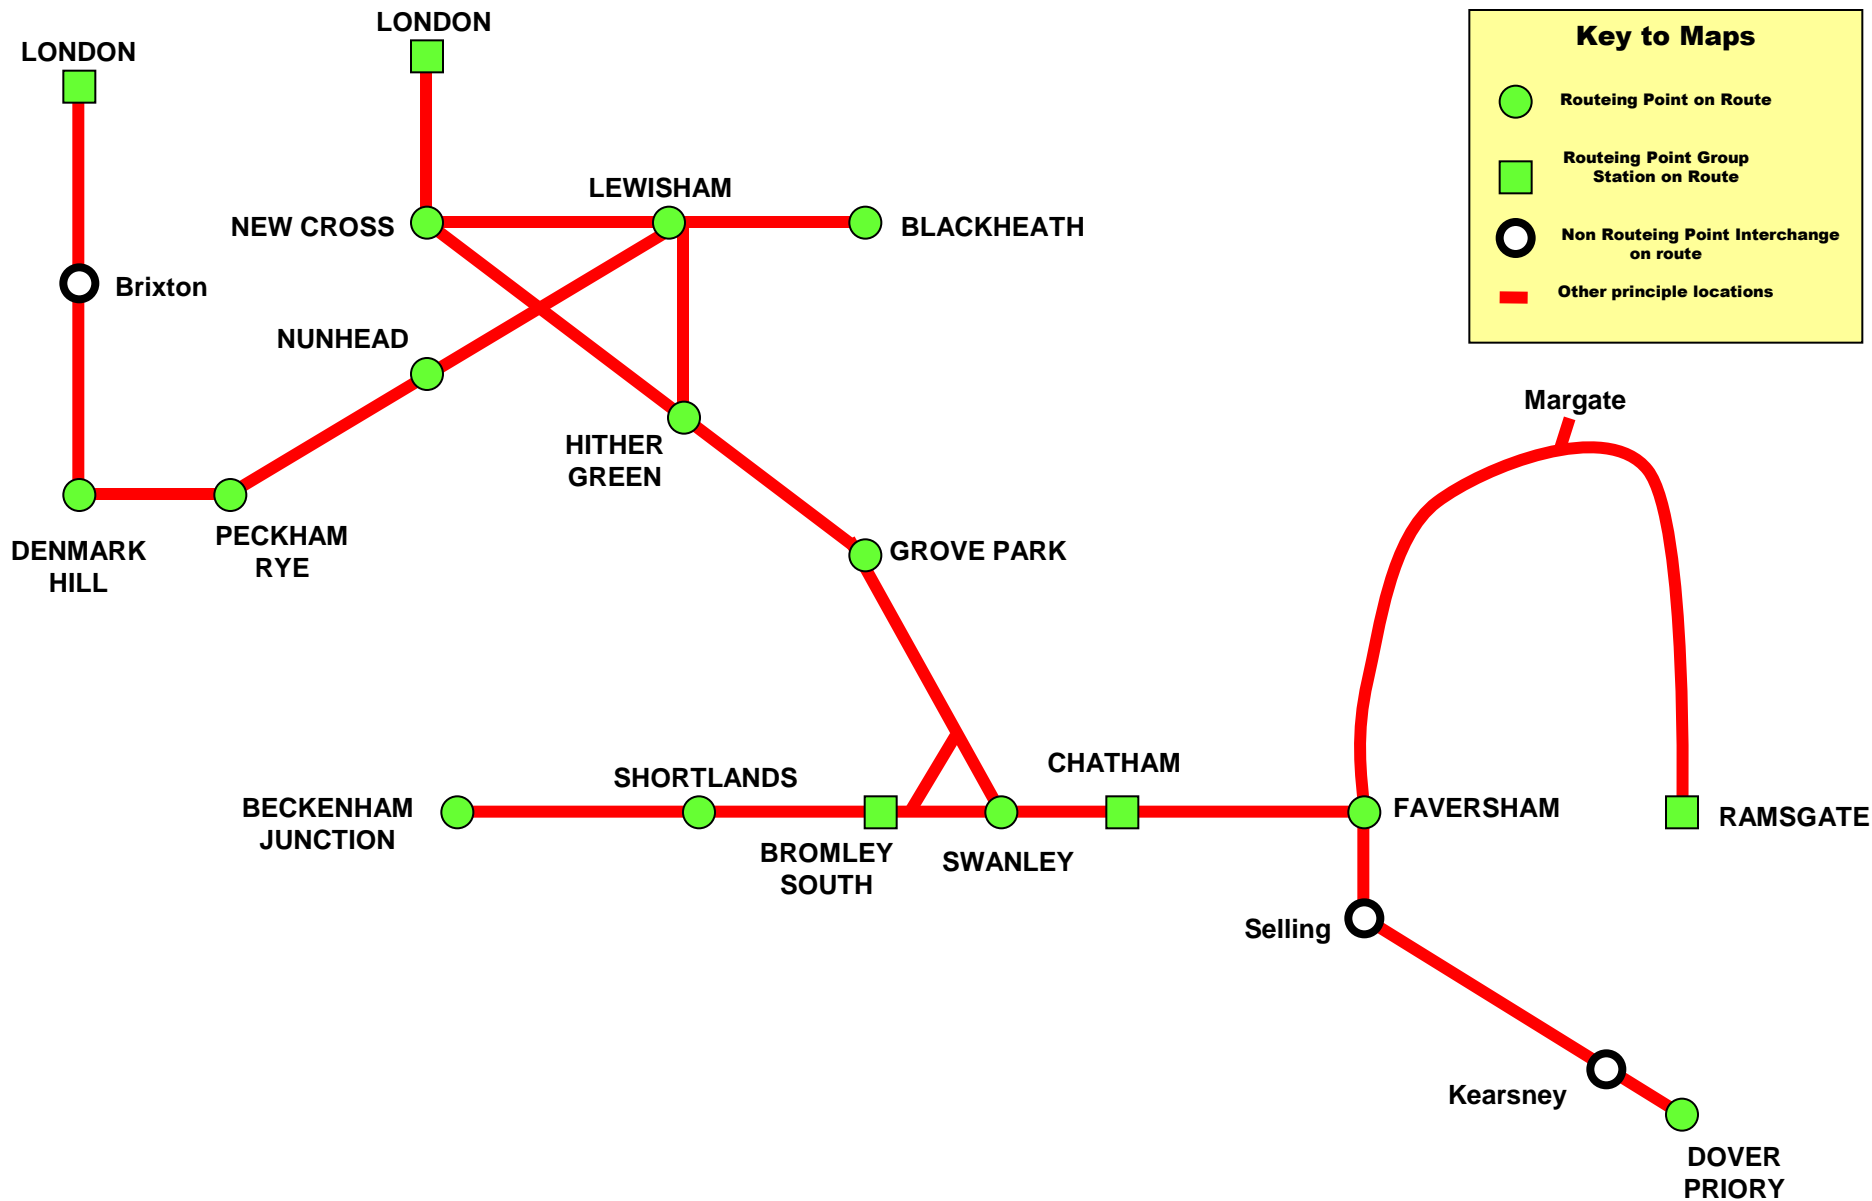 LONDON
LONDON
Key to Maps
Routeing Point on Route
Routeing Point Group
Station on Route
Non Routeing Point Interchange
on route
Other principle locations
LEWISHAM
NEW CROSS
BLACKHEATH
Brixton
NUNHEAD
Margate
HITHER
GREEN
PECKHAM
RYE
DENMARK
HILL
GROVE PARK
CHATHAM
SHORTLANDS
BECKENHAM
JUNCTION
FAVERSHAM
RAMSGATE
BROMLEY
SOUTH
SWANLEY
Selling
Kearsney
DOVER
PRIORY